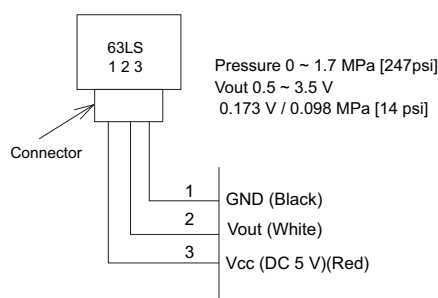 63LS
1 2 3
Pressure 0 ~ 1.7 MPa [247psi]
Vout 0.5 ~ 3.5 V
0.173 V / 0.098 MPa [14 psi]
Connector
1
GND (Black)
2
Vout (White)
3
Vcc (DC 5 V)(Red)